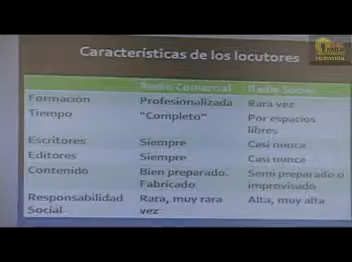 Características de los locutores
Radio Comercial Radio Social
Formación Profesionalizada Rara vez
Tiempo "Completo" Por espacios
libres
Escritores Siempre Casi nunca
Editores Siempre Casi nunca
Contenido Bien preparado. Semi preparado o
Fabricado improvisado
Responsabilidad Rara, muy rara Alta, muy alta
Social vez